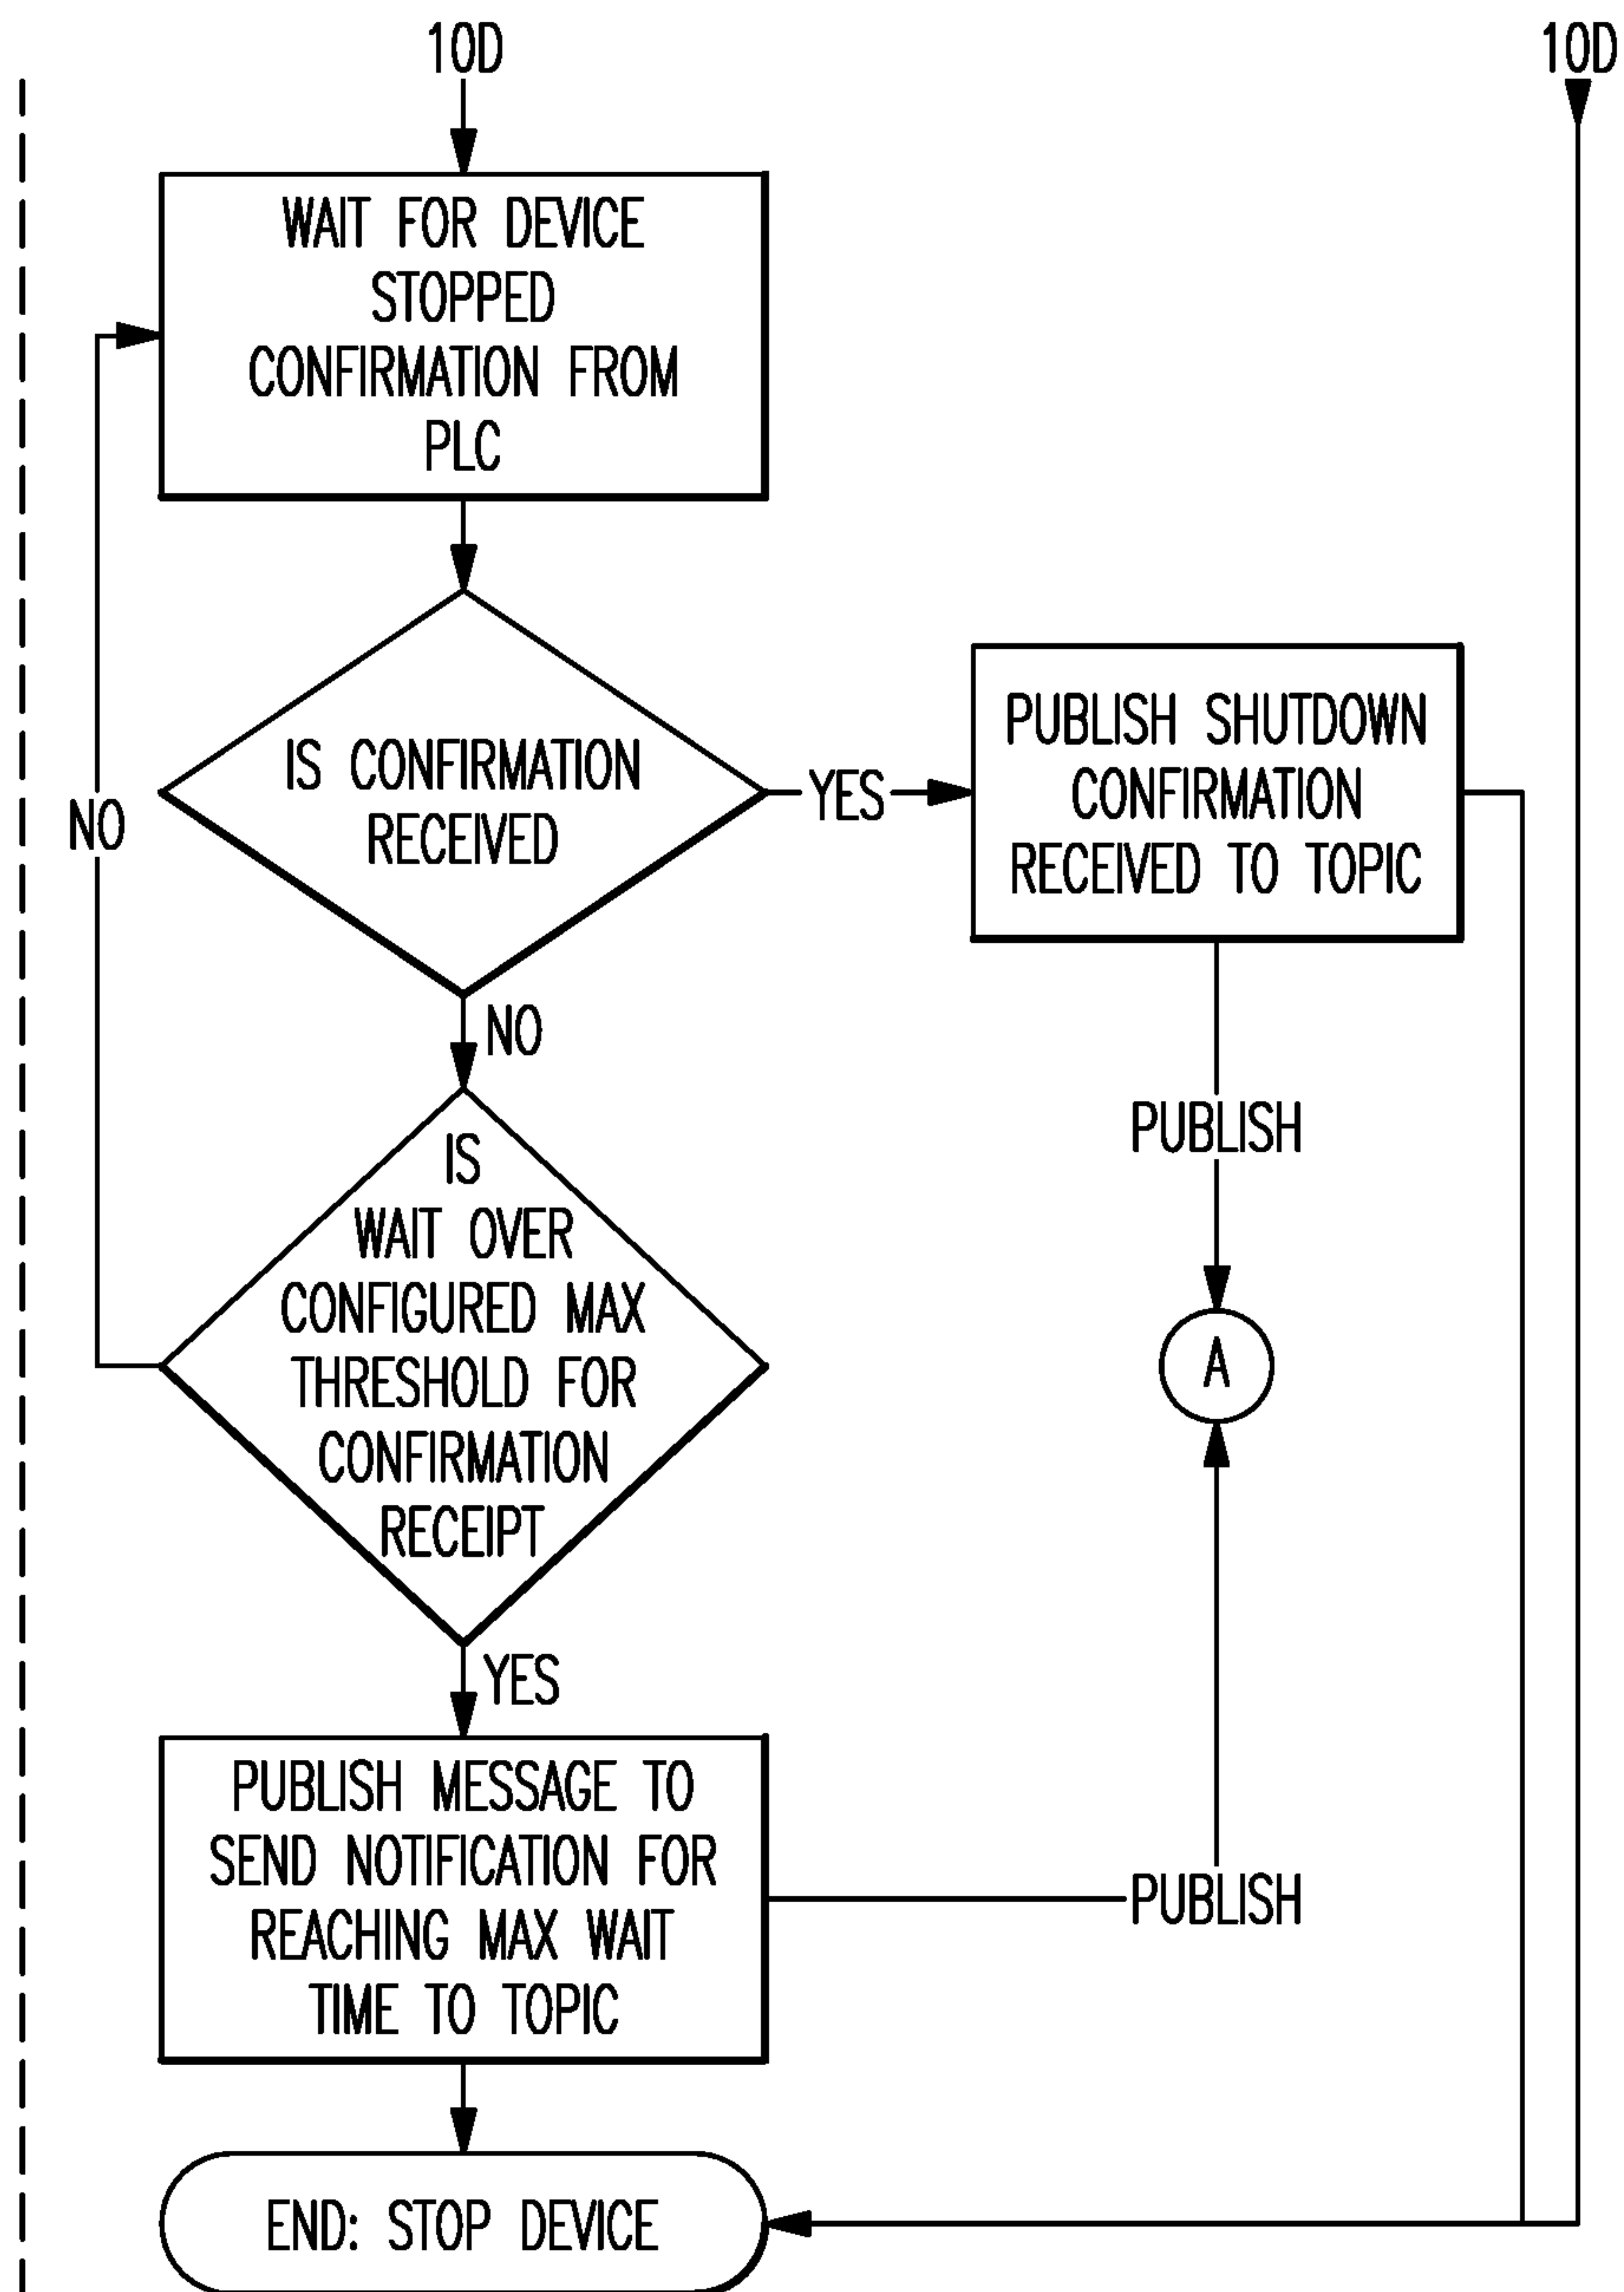 10D
10D
WAIT FOR DEVICE
STOPPED
CONFIRMATION FROM
PLC
IS CONFIRMATION
RECEIVED
YES
PUBLISH SHUTDOWN
CONFIRMATION
RECEIVED TO TOPIC
NO
NO
PUBLISH
IS
WAIT OVER
CONFIGURED MAX
THRESHOLD FOR
CONFIRMATION
RECEIPT
A
YES
PUBLISH MESSAGE TO
SEND NOTIFICATION FOR
REACHING MAX WAIT
TIME TO TOPIC
PUBLISH
END: STOP DEVICE